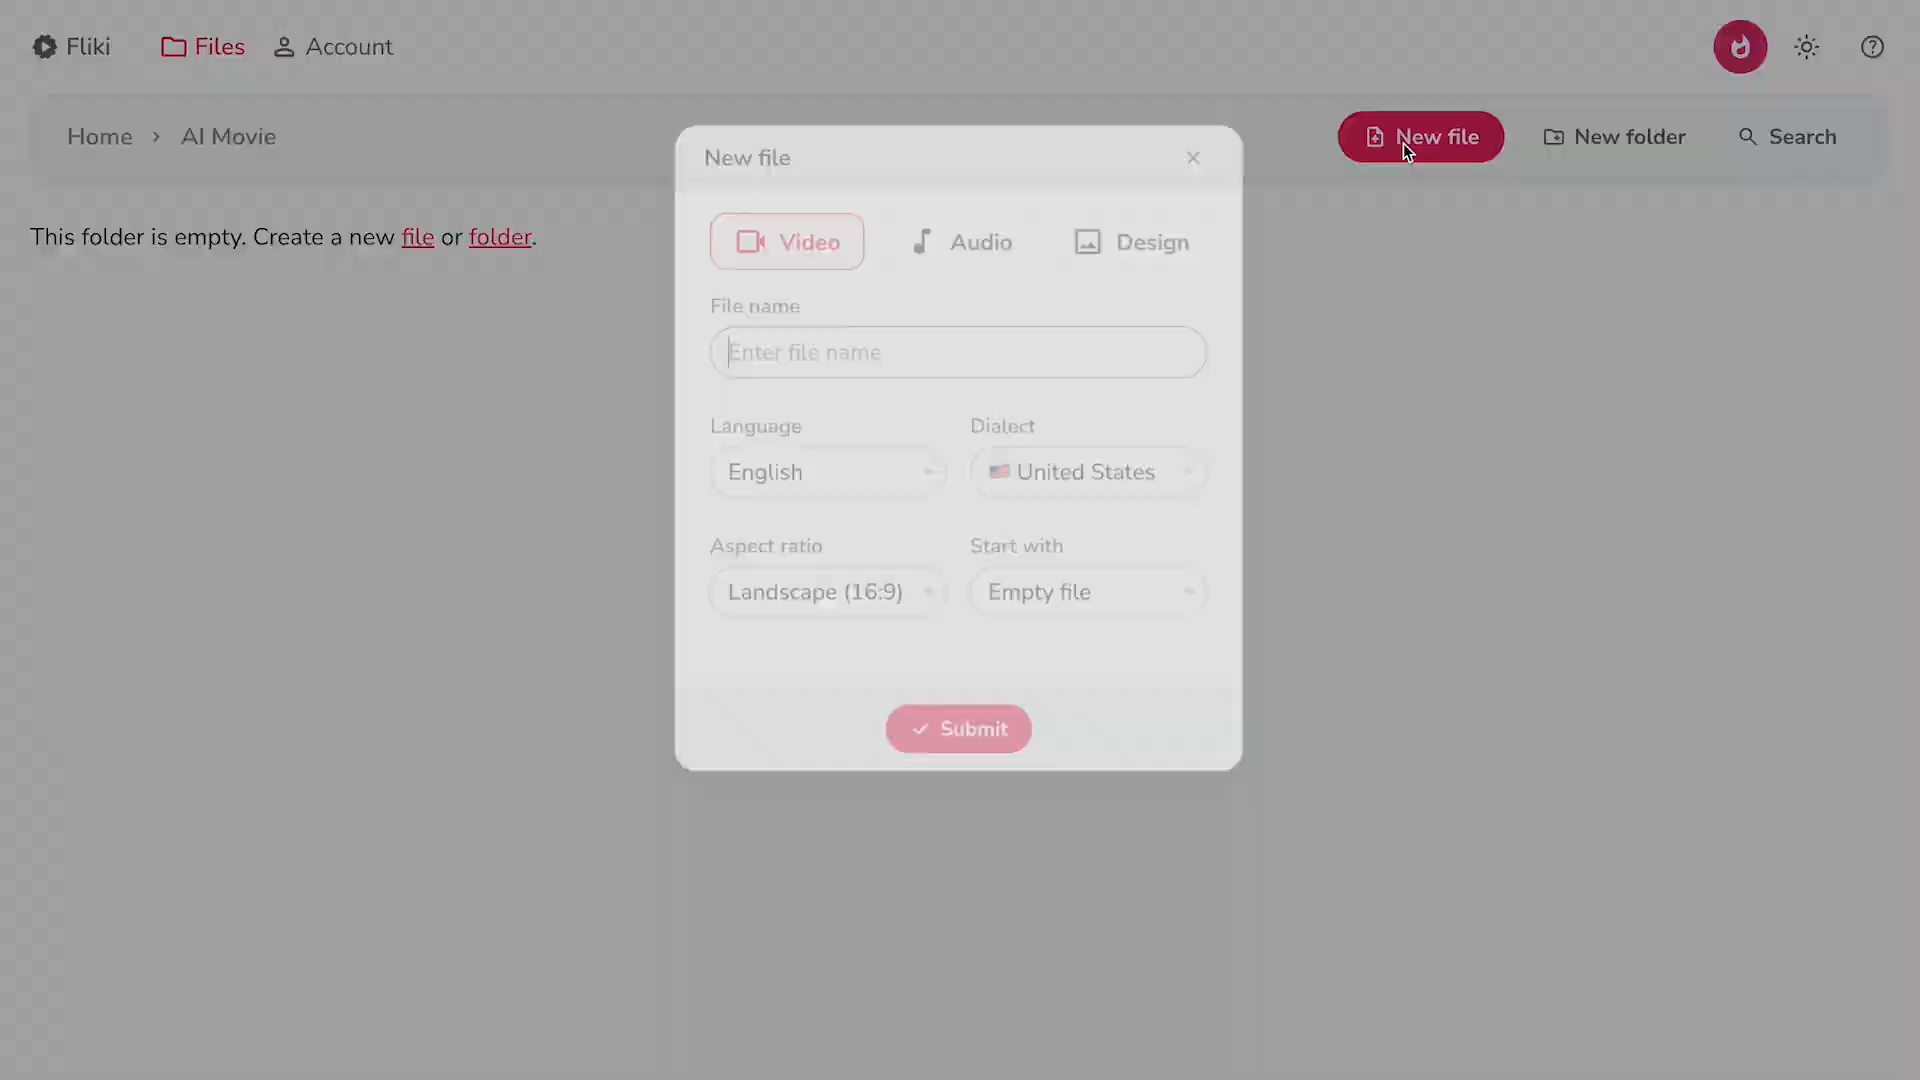 Fliki Files Account
Home › AI Movie New file New folder Search
This folder is empty. Create a new file or folder.
New file
Video Audio Design
File name
Enter file name
Language Dialect
English United States
Aspect ratio Start with
Landscape (16:9) Empty file
Submit